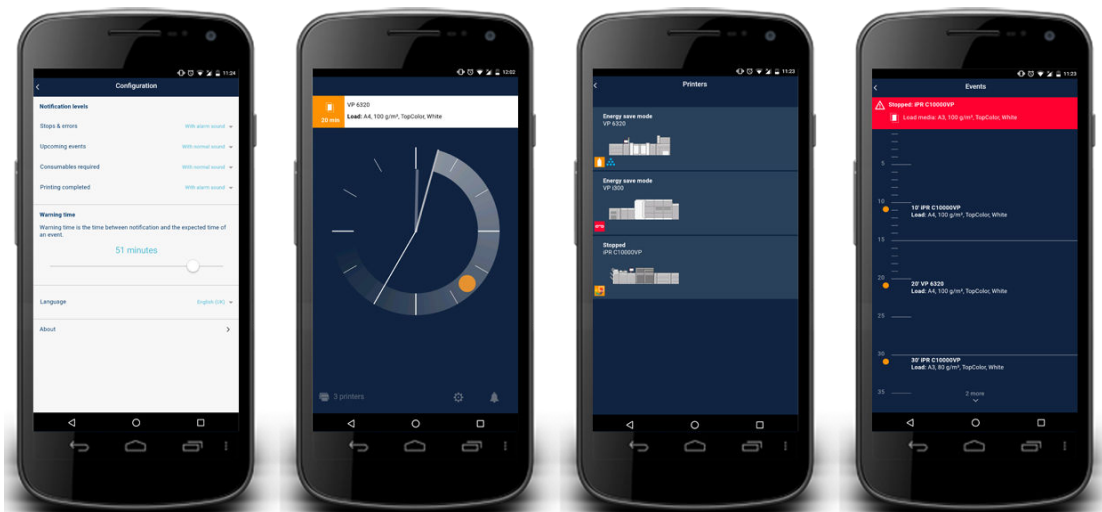 11:24
Configuration
Notification levels
Stops & errors
With alarm sound
Upcoming events
With normal sound
Consumables required
With normal sound
Printing completed
With alarm sound
Warning time
Warning time is the time between notification and the expected time of
an event.
51 minutes
Language
English (UK)
About
12:02
VP 6320
20 min
Load: A4, 100 g/m², TopColor, White
3 printers
11:23
Printers
Energy save mode
VP 6320
Energy save mode
VP i300
Stopped
iPR C10000VP
11:23
Events
Stopped: iPR C10000VP
Load media: A3, 100 g/m², TopColor, White
5
10
10' iPR C10000VP
Load: A4, 100 g/m², TopColor, White
15
20
20' VP 6320
Load: A4, 100 g/m², TopColor, White
25
30
30' iPR C10000VP
Load: A3, 80 g/m², TopColor, White
35
2 more